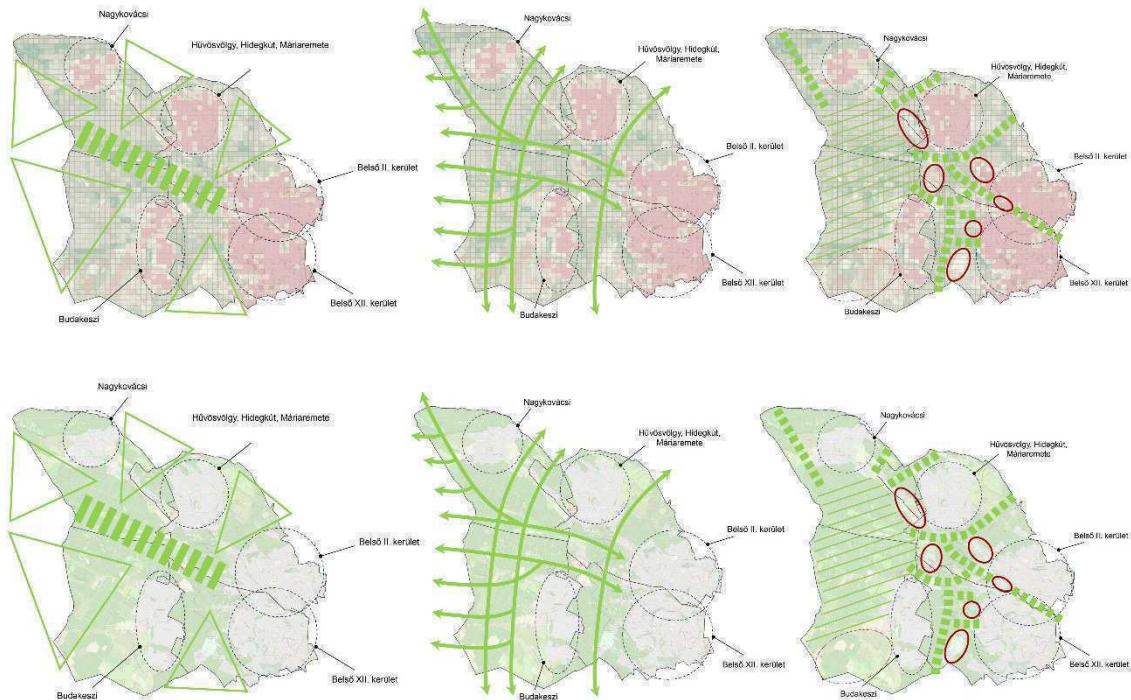 Nagykovácsi
Hűvösvölgy, Hidegkút, Máriaremete
Belső II. kerület
Belső XII. kerület
Budakeszi
Nagykovácsi
Hűvösvölgy, Hidegkút,
Máriaremete
Belső II. kerület
Belső XII. kerület
Budakeszi
Nagykovácsi
Hűvösvölgy, Hidegkút,
Máriaremete
Belső II. kerület
Belső XII. kerület
Budakeszi
Nagykovácsi
Hűvösvölgy, Hidegkút, Máriaremete
Belső II. kerület
Belső XII. kerület
Budakeszi
Nagykovácsi
Hűvösvölgy, Hidegkút,
Máriaremete
Belső II. kerület
Belső XII. kerület
Budakeszi
Nagykovácsi
Hűvösvölgy, Hidegkút,
Máriaremete
Belső II. kerület
Belső XII. kerület
Budakeszi